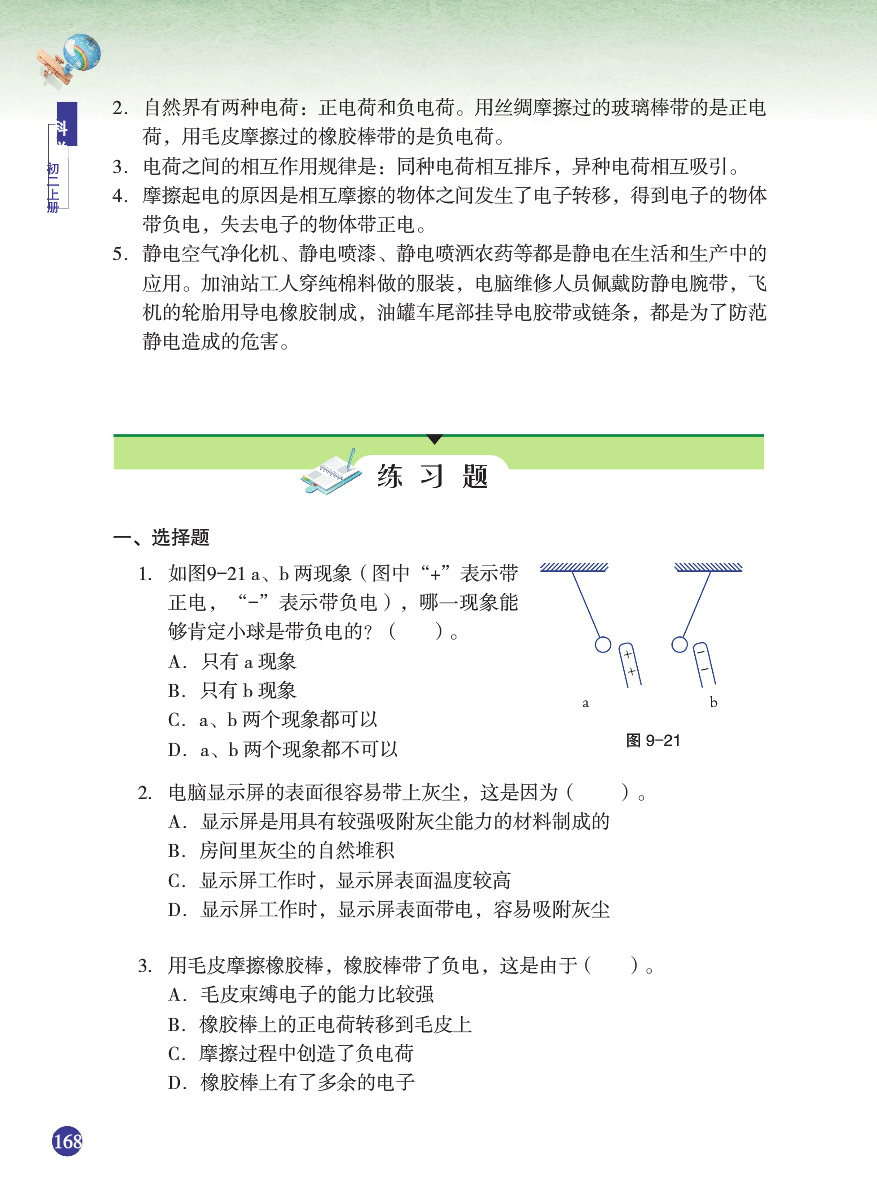 科
初二上册
2．自然界有两种电荷：正电荷和负电荷。用丝绸摩擦过的玻璃棒带的是正电
荷，用毛皮摩擦过的橡胶棒带的是负电荷。
3．电荷之间的相互作用规律是：同种电荷相互排斥，异种电荷相互吸引。
4．摩擦起电的原因是相互摩擦的物体之间发生了电子转移，得到电子的物体
带负电，失去电子的物体带正电。
5．静电空气净化机、静电喷漆、静电喷洒农药等都是静电在生活和生产中的
应用。加油站工人穿纯棉料做的服装，电脑维修人员佩戴防静电腕带，飞
机的轮胎用导电橡胶制成，油罐车尾部挂导电胶带或链条，都是为了防范
静电造成的危害。
练习题
一、选择题
1. 如图9-21 a、b 两现象（图中“+”表示带
正电，“-”表示带负电），哪一现象能
够肯定小球是带负电的？（　　）。
A．只有 a 现象
B．只有 b 现象
C．a、b 两个现象都可以
D．a、b 两个现象都不可以
+
+
-
-
a b
图 9-21
2. 电脑显示屏的表面很容易带上灰尘，这是因为（　　）。
A．显示屏是用具有较强吸附灰尘能力的材料制成的
B．房间里灰尘的自然堆积
C．显示屏工作时，显示屏表面温度较高
D．显示屏工作时，显示屏表面带电，容易吸附灰尘
3. 用毛皮摩擦橡胶棒，橡胶棒带了负电，这是由于（　　）。
A．毛皮束缚电子的能力比较强
B．橡胶棒上的正电荷转移到毛皮上
C．摩擦过程中创造了负电荷
D．橡胶棒上有了多余的电子
168